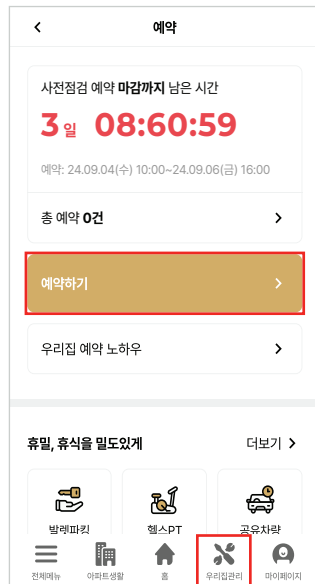 예약
사전점검 예약 마감까지 남은 시간
3일 08:60:59
예약: 24.09.04(수) 10:00~24.09.06(금) 16:00
총 예약 0건
예약하기
우리집 예약 노하우
휴밀, 휴식을 밀도있게 더보기
발렛파킹 헬스PT 공유차량
전체메뉴 아파트생활 홈 우리집관리 마이페이지